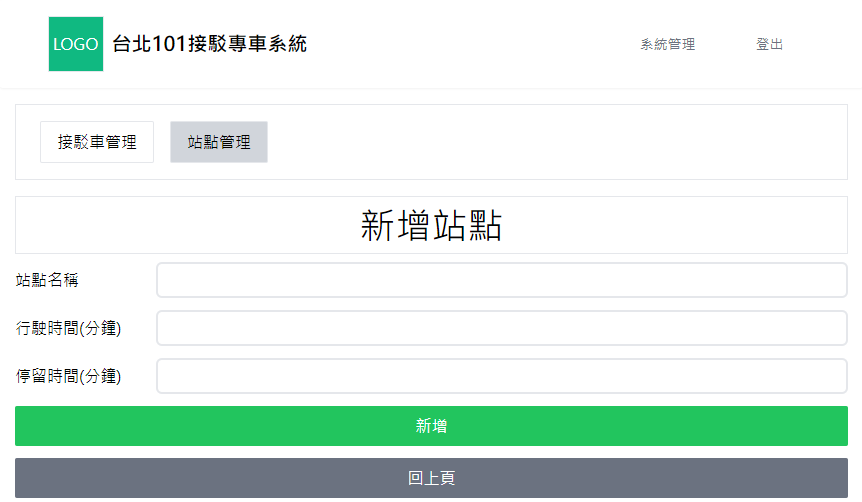 LOGO 台北101接駁專車系統 系統管理 登出
接駁車管理 站點管理
新增站點
站點名稱
行駛時間(分鐘)
停留時間(分鐘)
新增
回上頁